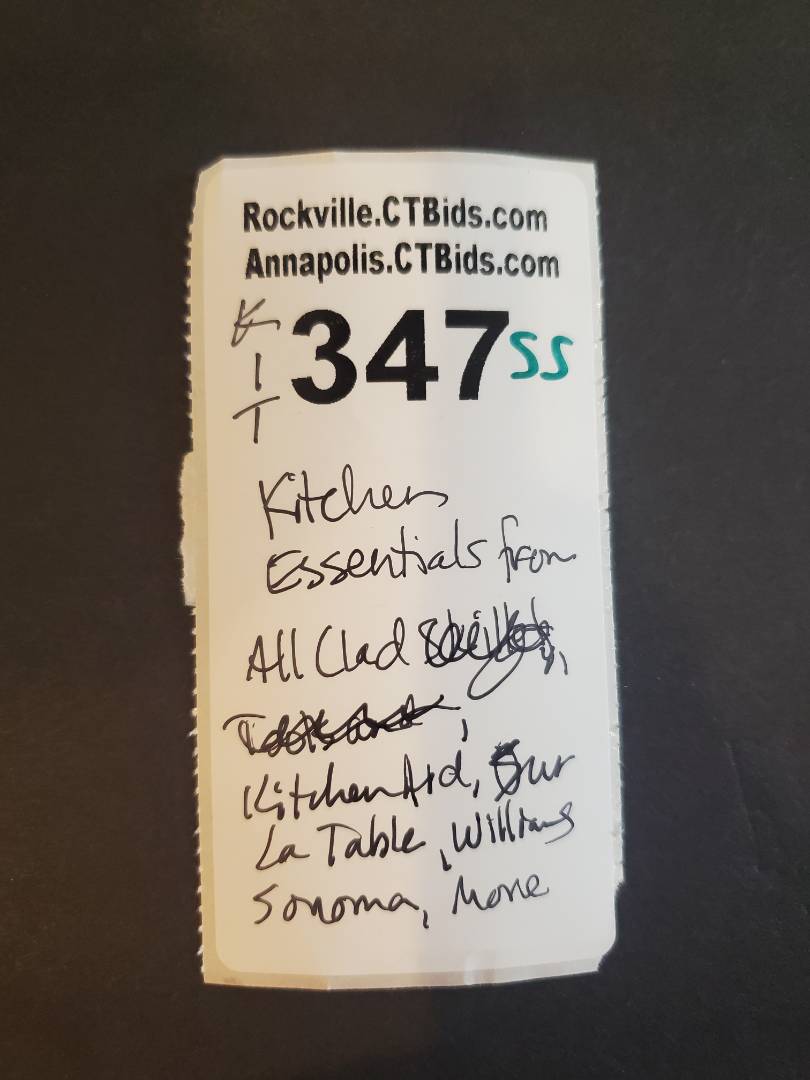 Rockville.CTBids.com
Annapolis.CTBids.com
KIT
347 SS
Kitchen
Essentials from
All Clad
KitchenAid, Sur
La Table, Williams
Sonoma, More